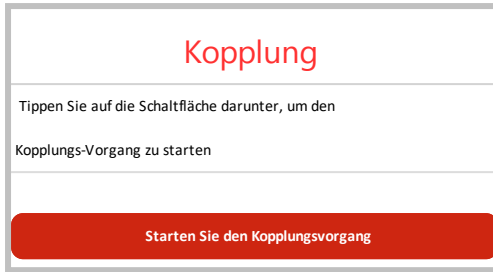 Kopplung
Tippen Sie auf die Schaltfläche darunter, um den
Kopplungs-Vorgang zu starten
Starten Sie den Kopplungsvorgang